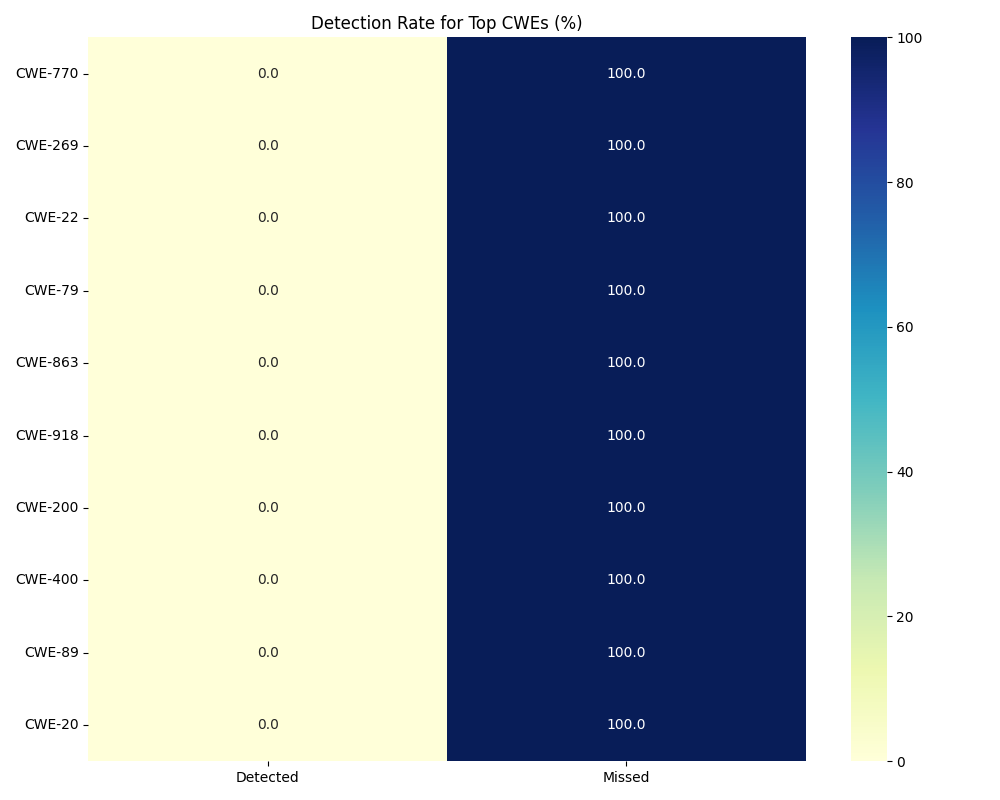 Detection Rate for Top CWEs (%)
CWE-770 0.0 100.0
CWE-269 0.0 100.0
CWE-22 0.0 100.0
CWE-79 0.0 100.0
CWE-863 0.0 100.0
CWE-918 0.0 100.0
CWE-200 0.0 100.0
CWE-400 0.0 100.0
CWE-89 0.0 100.0
CWE-20 0.0 100.0
Detected Missed
100
80
60
40
20
0